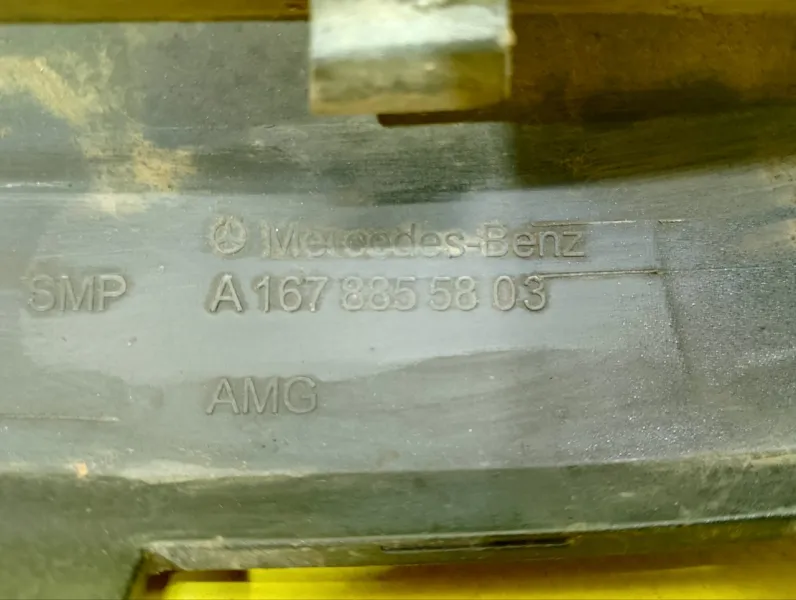 Mercedes-Benz
SMP A 167 885 58 03
AMG